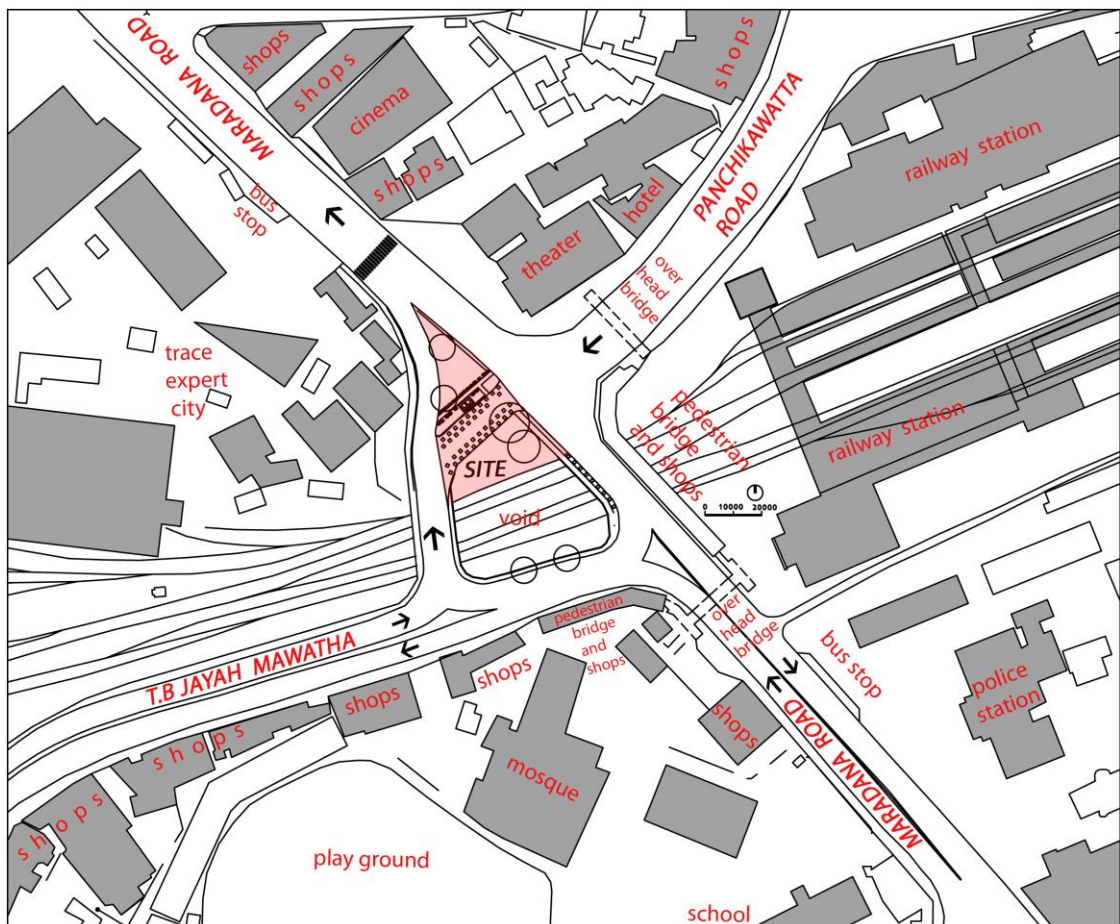 MARADANA ROAD
shops
shops
cinema
shops
bus
stop
shops
PANCHIKAWATTA
ROAD
railway station
hotel
theater
over
head
bridge
trace
expert
city
SITE
void
pedestrian
bridge
and shops
railway station
0 10000 20000
T.B JAYAH MAWATHA
pedestrian
bridge
and
shops
over
head
bridge
bus stop
police
station
shops
shops
shops
shops
shops
mosque
MARADANA ROAD
play ground
school